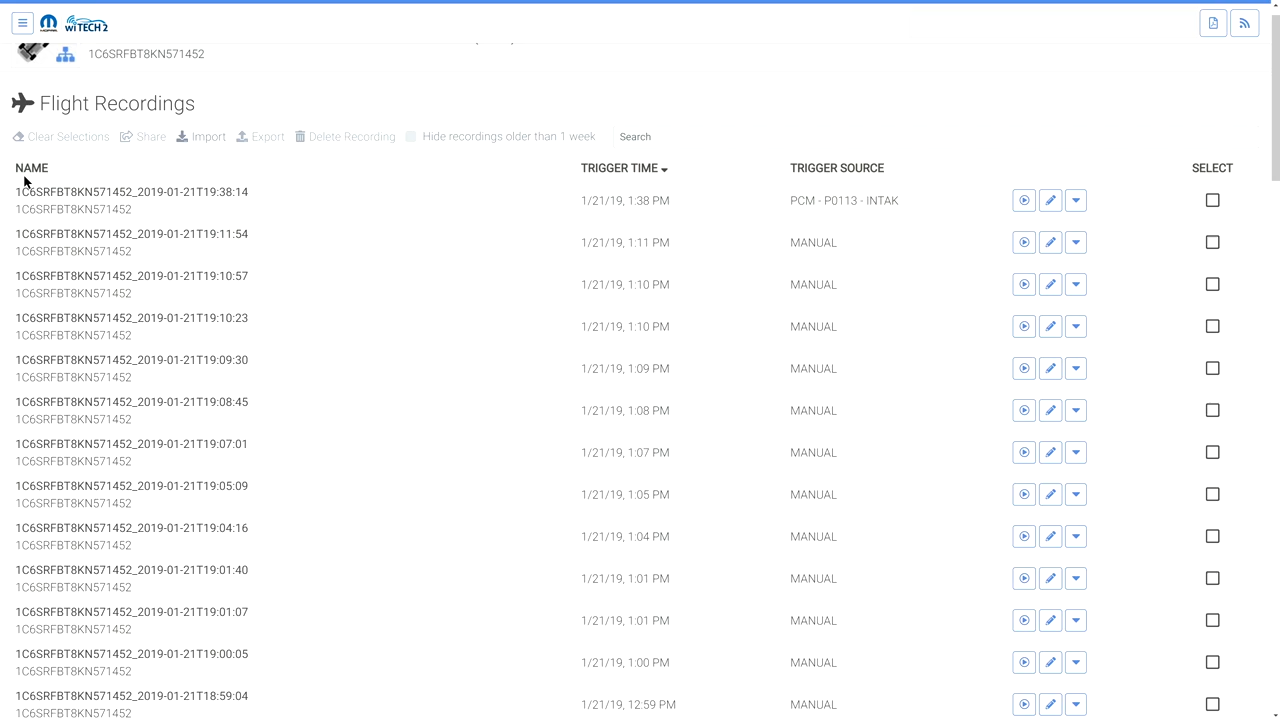 MOPAR wiTECH 2
1C6SRFBT8KN571452
Flight Recordings
Clear Selections Share Import Export Delete Recording Hide recordings older than 1 week Search
NAME TRIGGER TIME TRIGGER SOURCE SELECT
1C6SRFBT8KN571452_2019-01-21T19:38:14
1C6SRFBT8KN571452
1/21/19, 1:38 PM PCM - P0113 - INTAK
1C6SRFBT8KN571452_2019-01-21T19:11:54
1C6SRFBT8KN571452
1/21/19, 1:11 PM MANUAL
1C6SRFBT8KN571452_2019-01-21T19:10:57
1C6SRFBT8KN571452
1/21/19, 1:10 PM MANUAL
1C6SRFBT8KN571452_2019-01-21T19:10:23
1C6SRFBT8KN571452
1/21/19, 1:10 PM MANUAL
1C6SRFBT8KN571452_2019-01-21T19:09:30
1C6SRFBT8KN571452
1/21/19, 1:09 PM MANUAL
1C6SRFBT8KN571452_2019-01-21T19:08:45
1C6SRFBT8KN571452
1/21/19, 1:08 PM MANUAL
1C6SRFBT8KN571452_2019-01-21T19:07:01
1C6SRFBT8KN571452
1/21/19, 1:07 PM MANUAL
1C6SRFBT8KN571452_2019-01-21T19:05:09
1C6SRFBT8KN571452
1/21/19, 1:05 PM MANUAL
1C6SRFBT8KN571452_2019-01-21T19:04:16
1C6SRFBT8KN571452
1/21/19, 1:04 PM MANUAL
1C6SRFBT8KN571452_2019-01-21T19:01:40
1C6SRFBT8KN571452
1/21/19, 1:01 PM MANUAL
1C6SRFBT8KN571452_2019-01-21T19:01:07
1C6SRFBT8KN571452
1/21/19, 1:01 PM MANUAL
1C6SRFBT8KN571452_2019-01-21T19:00:05
1C6SRFBT8KN571452
1/21/19, 1:00 PM MANUAL
1C6SRFBT8KN571452_2019-01-21T18:59:04
1C6SRFBT8KN571452
1/21/19, 12:59 PM MANUAL